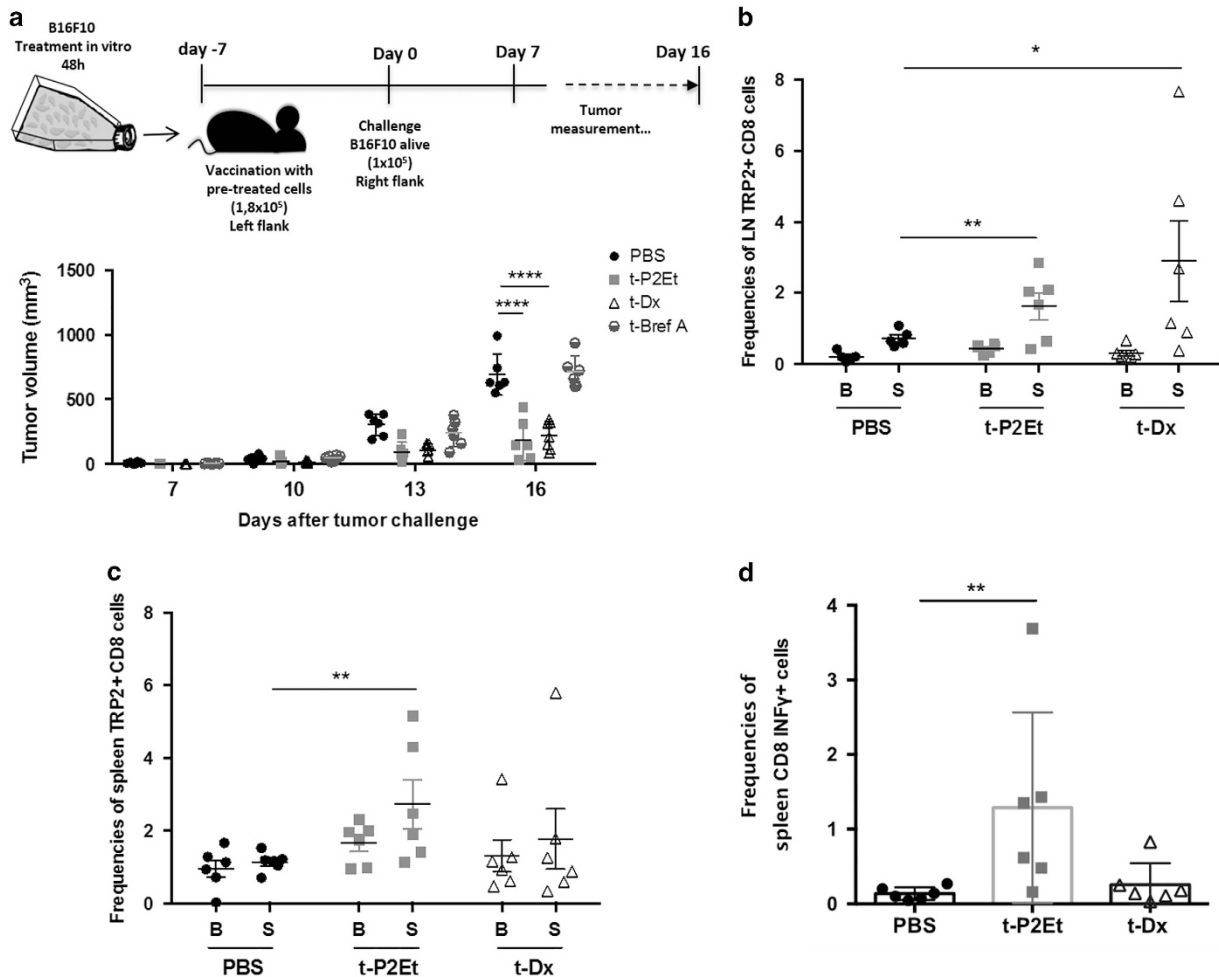 a
B16F10
Treatment in vitro
48h
day -7
Day 0
Day 7
Day 16
Vaccination with
pre-treated cells
(1,8x10⁵)
Left flank
Challenge
B16F10 alive
(1x10⁵)
Right flank
Tumor
measurement...
Tumor volume (mm³)
1500
1000
500
0
****
****
PBS
t-P2Et
t-Dx
t-Bref A
7 10 13 16
Days after tumor challenge
b
Frequencies of LN TRP2+ CD8 cells
8
6
4
2
0
*
**
B S B S B S
PBS t-P2Et t-Dx
c
Frequencies of spleen TRP2+ CD8 cells
8
6
4
2
0
**
B S B S B S
PBS t-P2Et t-Dx
d
Frequencies of
spleen CD8 INFγ+ cells
4
3
2
1
0
**
PBS t-P2Et t-Dx